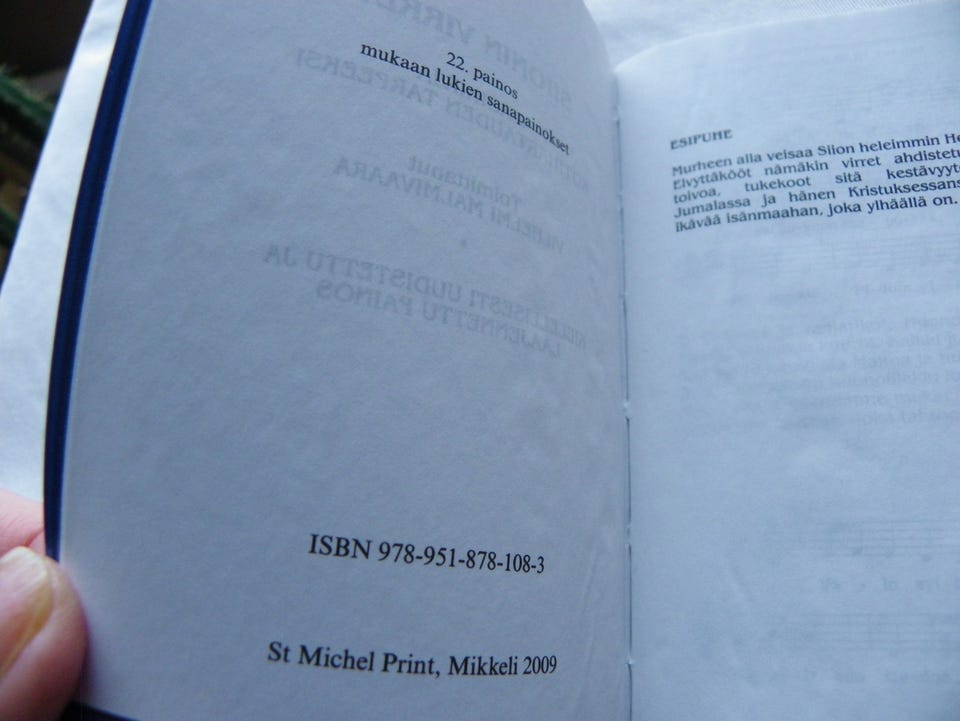 22. painos
mukaan lukien sanapainokset
ISBN 978-951-878-108-3
St Michel Print, Mikkeli 2009
ESIPUHE
Murheen alla veisaa Siion heleimmin He
Elvyttäkööt nämäkin virret ahdistetu
toivoa, tukekoot sitä kestävyyt
Jumalassa ja hänen Kristuksessans
ikävää isänmaahan, joka ylhäällä on.